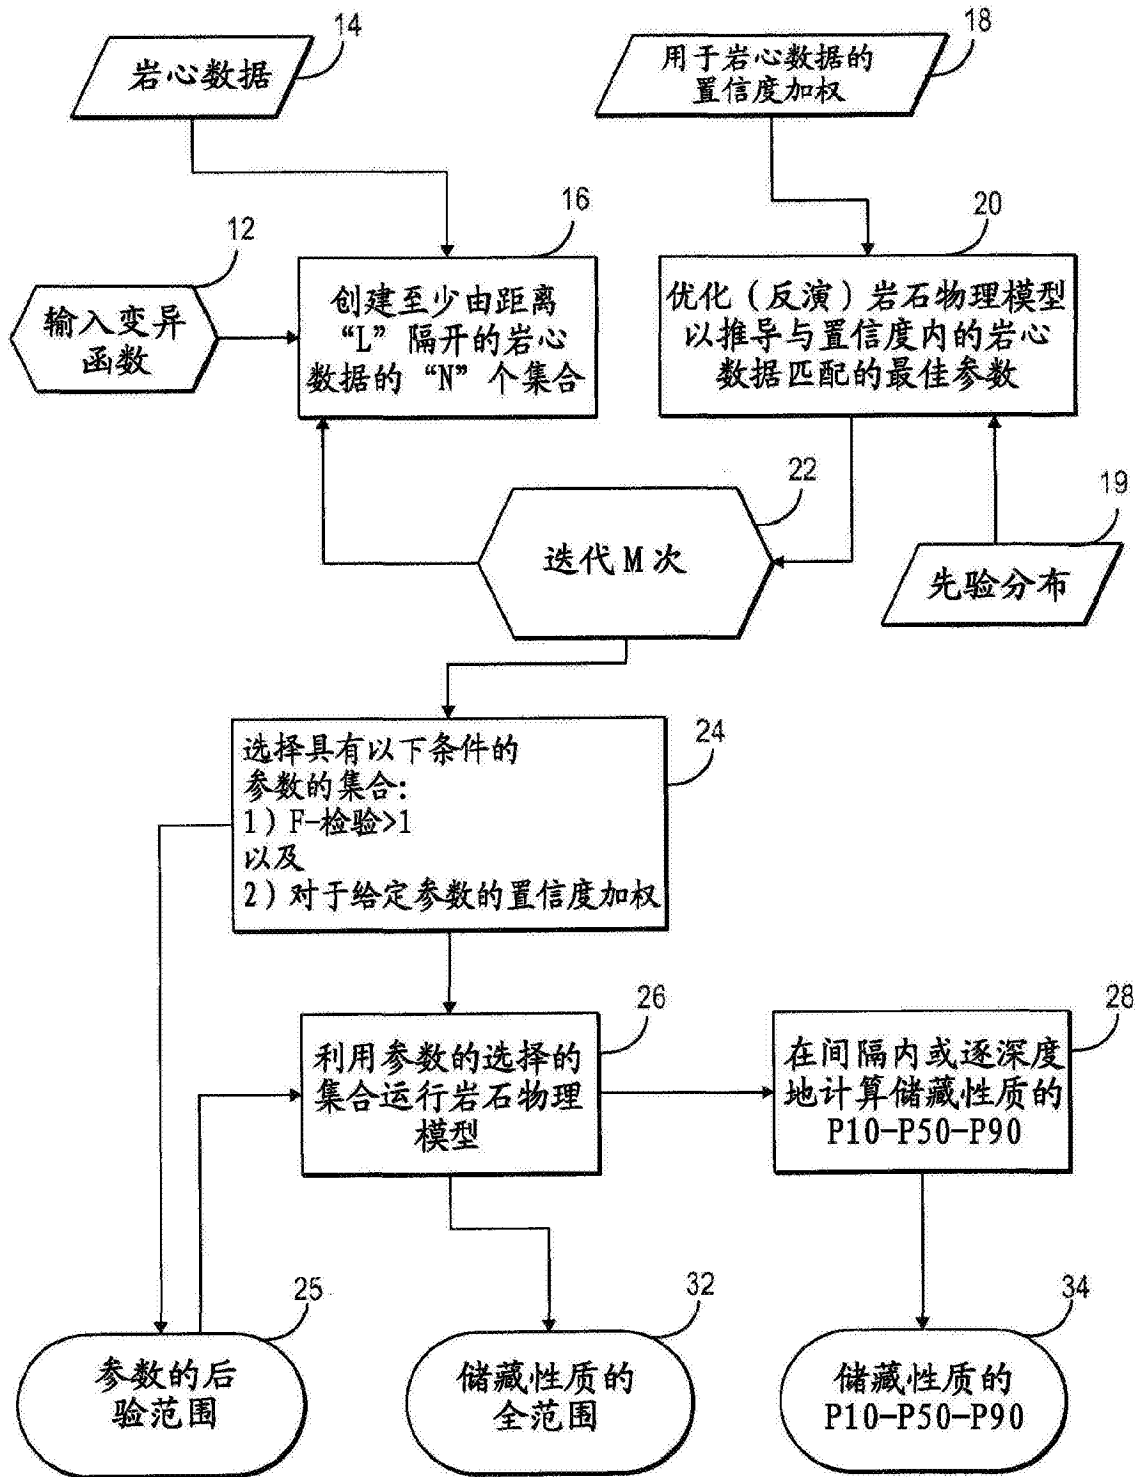 14
岩心数据
18
用于岩心数据的
置信度加权
12
输入变异
函数
16
创建至少由距离
“L”隔开的岩心
数据的“N”个集合
20
优化（反演）岩石物理模型
以推导与置信度内的岩心
数据匹配的最佳参数
22
迭代M次
19
先验分布
24
选择具有以下条件的
参数的集合:
1）F-检验>1
以及
2）对于给定参数的置信度加权
26
利用参数的选择的
集合运行岩石物理
模型
28
在间隔内或逐深度
地计算储藏性质的
P10-P50-P90
25
参数的后
验范围
32
储藏性质的
全范围
34
储藏性质的
P10-P50-P90